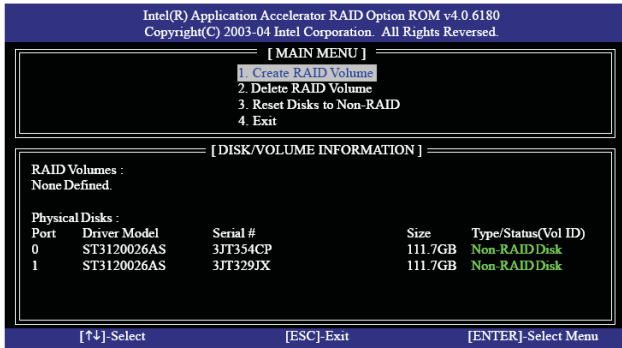 Intel(R) Application Accelerator RAID Option ROM v4.0.6180
Copyright(C) 2003-04 Intel Corporation. All Rights Reversed.
[ MAIN MENU ]
1. Create RAID Volume
2. Delete RAID Volume
3. Reset Disks to Non-RAID
4. Exit
[ DISK/VOLUME INFORMATION ]
RAID Volumes :
None Defined.
Physical Disks :
Port Driver Model Serial # Size Type/Status(Vol ID)
0 ST3120026AS 3JT354CP 111.7GB Non-RAID Disk
1 ST3120026AS 3JT329JX 111.7GB Non-RAID Disk
[↑↓]-Select [ESC]-Exit [ENTER]-Select Menu